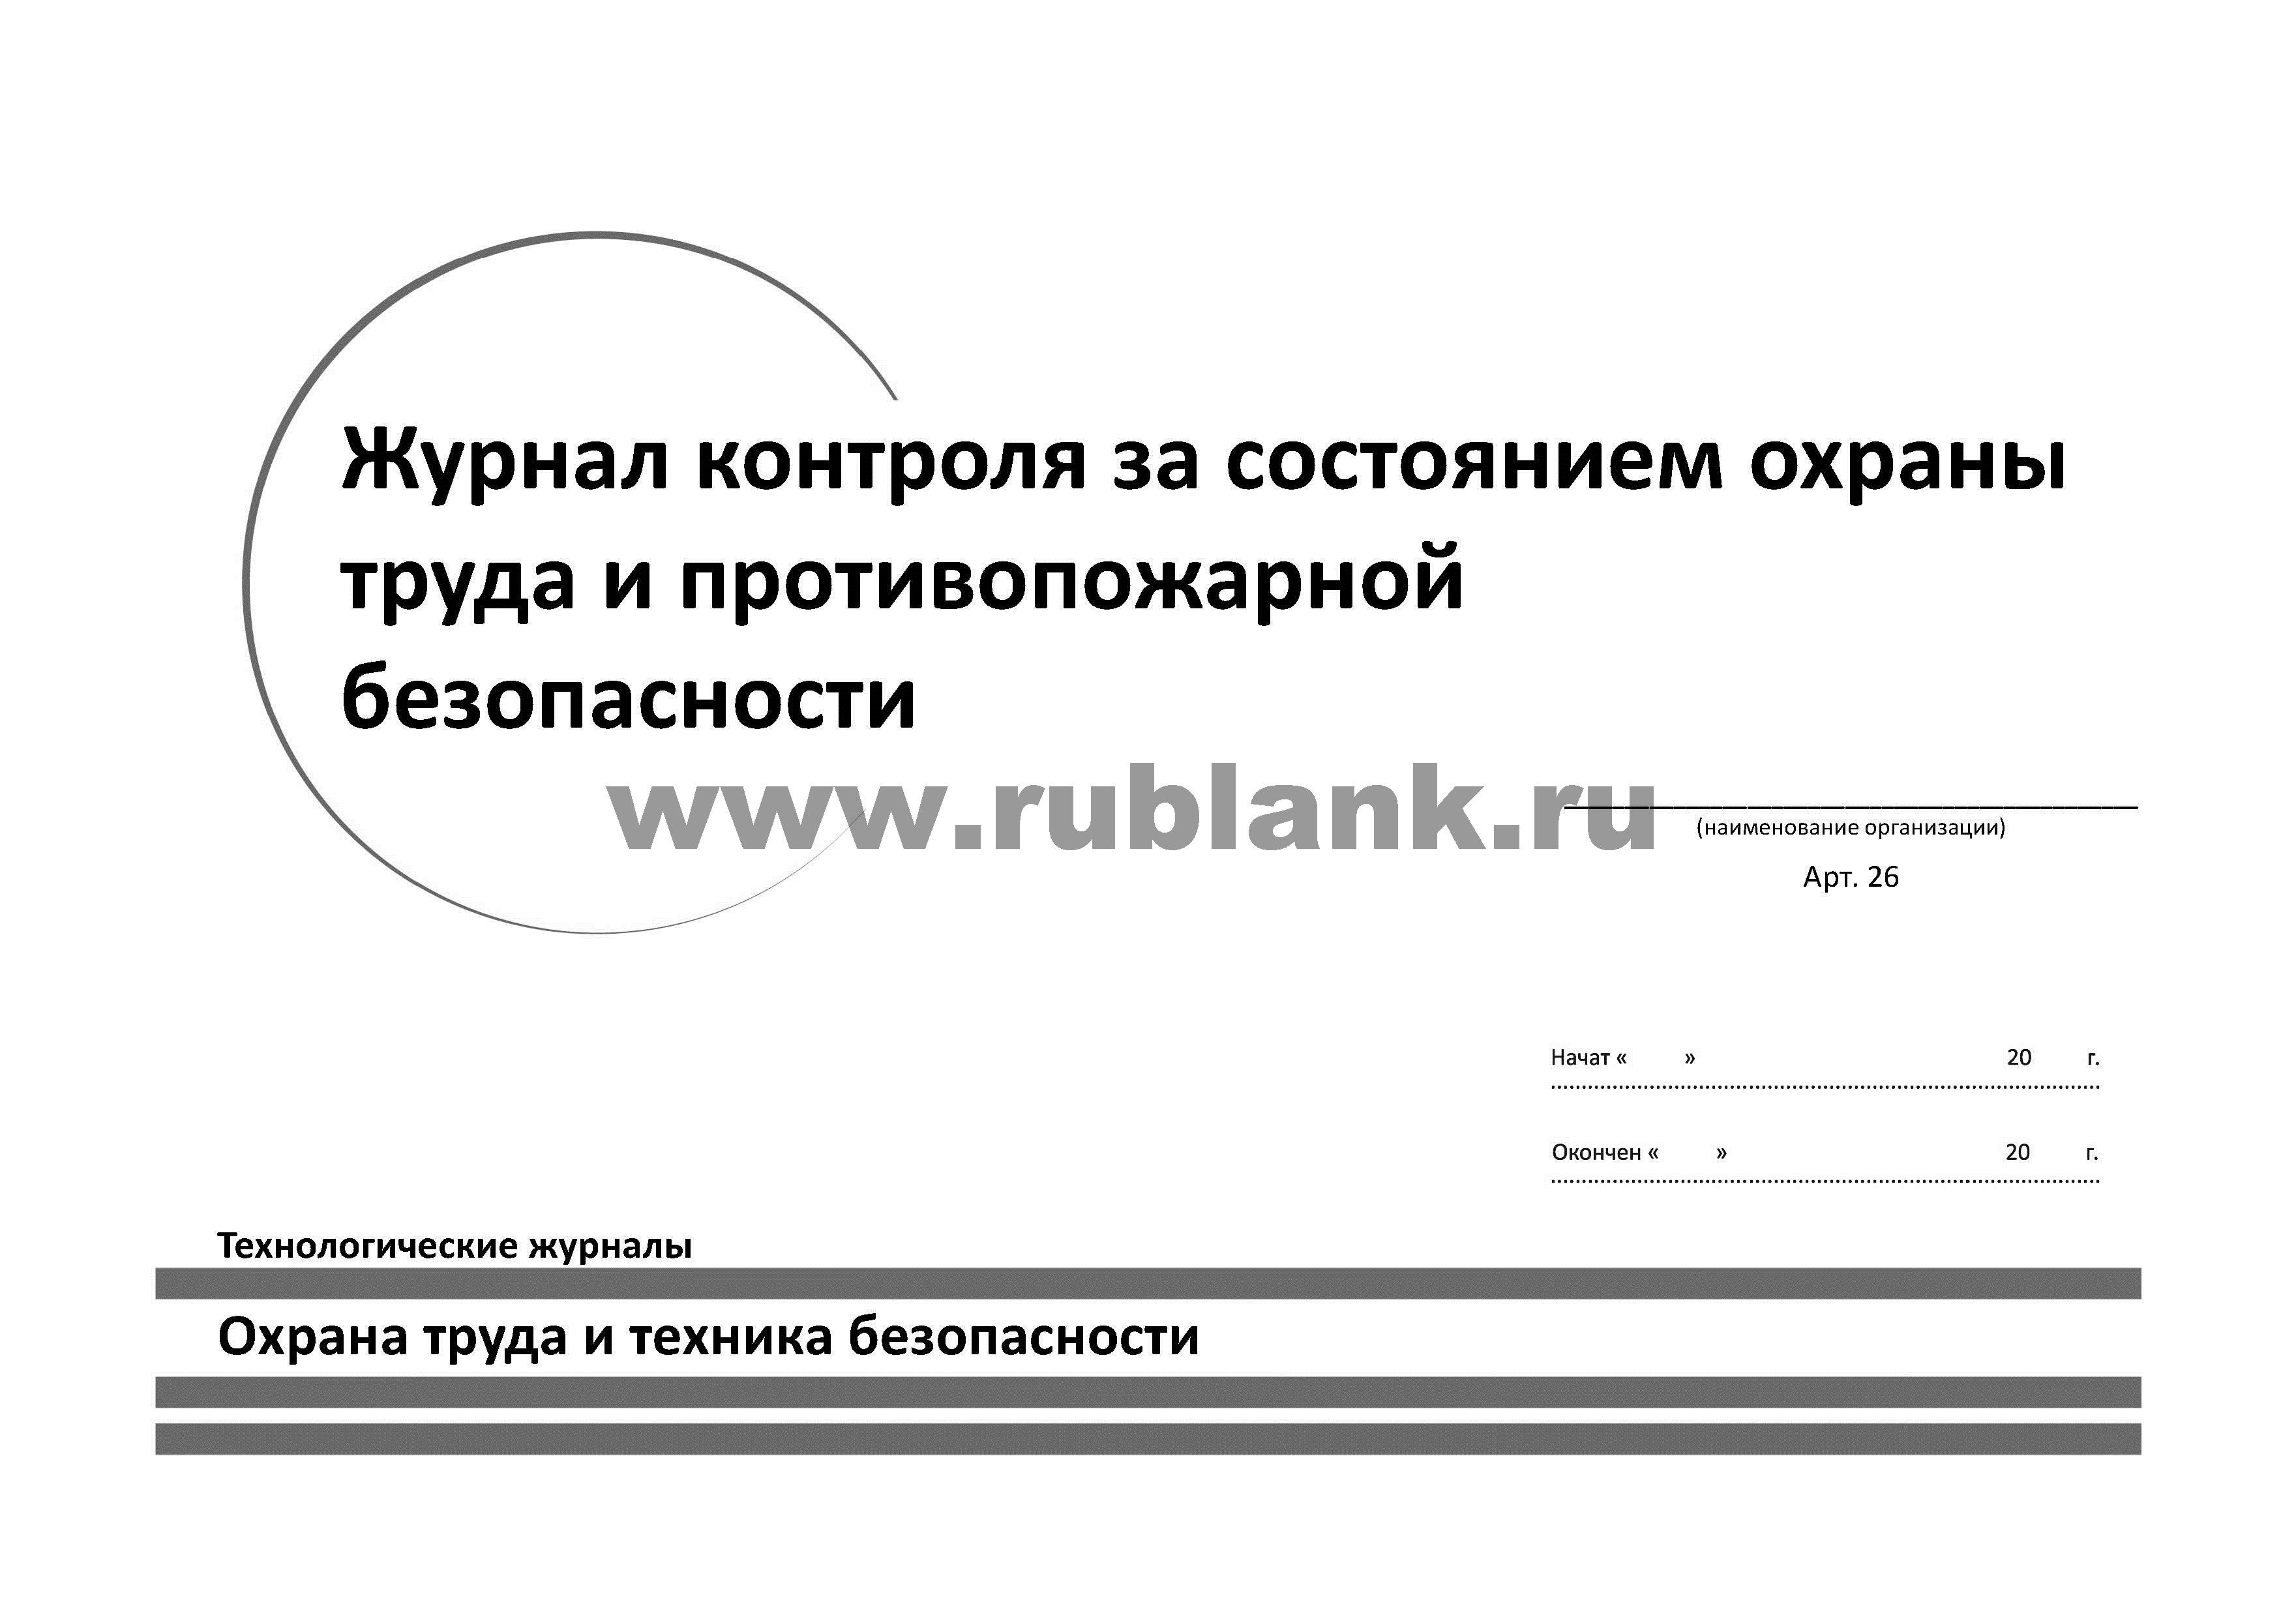 Журнал контроля за состоянием охраны
труда и противопожарной
безопасности
www.rublank.ru
(наименование организации)
Арт. 26
Начат « » 20 г.
Окончен « » 20 г.
Технологические журналы
Охрана труда и техника безопасности